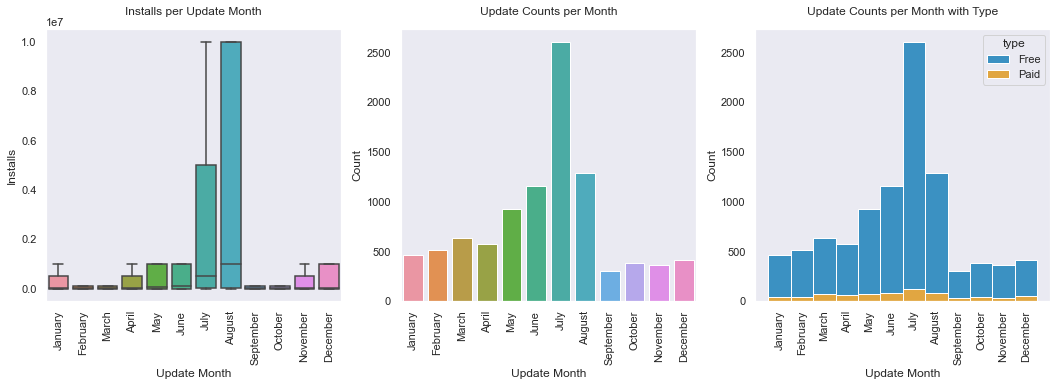 Installs per Update Month
1e7
1.0
0.8
0.6
0.4
0.2
0.0
Installs
January
February
March
April
May
June
July
August
September
October
November
December
Update Month
Update Counts per Month
2500
2000
1500
1000
500
0
Count
January
February
March
April
May
June
July
August
September
October
November
December
Update Month
Update Counts per Month with Type
type
Free
Paid
2500
2000
1500
1000
500
0
Count
January
February
March
April
May
June
July
August
September
October
November
December
Update Month